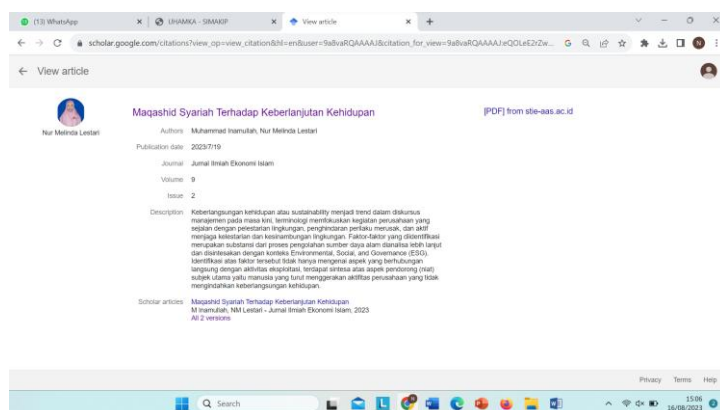 (13) WhatsApp
UHAMKA - SIMAKIP
View article
scholar.google.com/citations?view_op=view_citation&hl=en&user=9a8vaRQAAAAJ&citation_for_view=9a8vaRQAAAAJ:eQOLeE2rZw...
View article
Nur Melinda Lestari
Maqashid Syariah Terhadap Keberlanjutan Kehidupan
[PDF] from stie-aas.ac.id
Authors Muhammad Inamullah, Nur Melinda Lestari
Publication date 2023/7/19
Journal Jurnal Ilmiah Ekonomi Islam
Volume 9
Issue 2
Description Keberlangsungan kehidupan atau sustainability menjadi trend dalam diskursus
manajemen pada masa kini, terminologi memfokuskan kegiatan perusahaan yang
sejalan dengan pelestarian lingkungan, penghindaran perilaku merusak, dan aktif
menjaga kelestarian dan kesinambungan lingkungan. Faktor-faktor yang diidentifikasi
merupakan substansi dari proses pengolahan sumber daya alam dianalisa lebih lanjut
dan disintesakan dengan konteks Environmental, Social, and Governance (ESG).
Identifikasi atas faktor tersebut tidak hanya mengenai aspek yang berhubungan
langsung dengan aktivitas eksploitasi, terdapat sintesa atas aspek pendorong (niat)
subjek utama yaitu manusia yang turut menggerakan aktifitas perusahaan yang tidak
mengindahkan keberlangsungan kehidupan.
Scholar articles Maqashid Syariah Terhadap Keberlanjutan Kehidupan
M Inamullah, NM Lestari - Jurnal Ilmiah Ekonomi Islam, 2023
All 2 versions
Privacy Terms Help
Search
15:06
16/08/2023